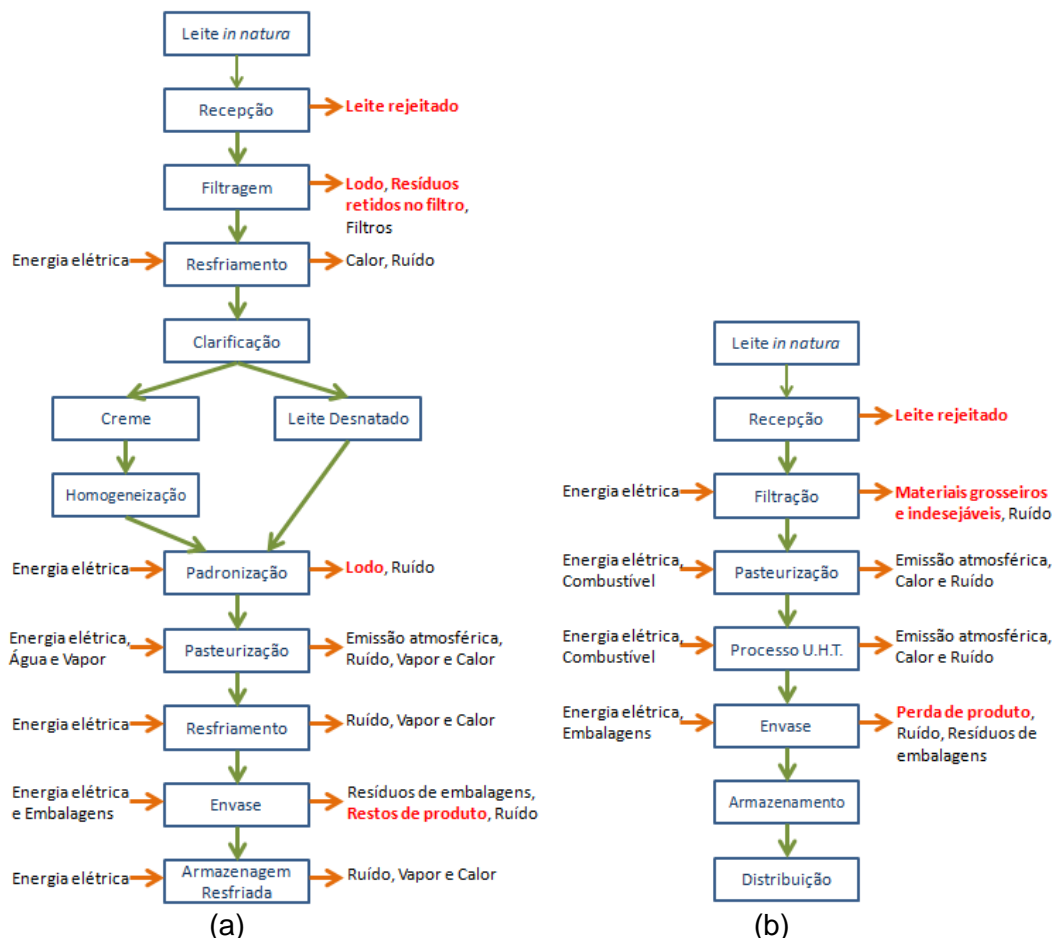 Leite in natura
Recepção
Leite rejeitado
Filtragem
Lodo, Resíduos
retidos no filtro,
Filtros
Energia elétrica
Resfriamento
Calor, Ruído
Clarificação
Creme
Leite Desnatado
Homogeneização
Energia elétrica
Padronização
Lodo, Ruído
Energia elétrica,
Água e Vapor
Pasteurização
Emissão atmosférica,
Ruído, Vapor e Calor
Energia elétrica
Resfriamento
Ruído, Vapor e Calor
Energia elétrica
e Embalagens
Envase
Resíduos de embalagens,
Restos de produto, Ruído
Energia elétrica
Armazenagem
Resfriada
Ruído, Vapor e Calor
(a)
Leite in natura
Recepção
Leite rejeitado
Energia elétrica
Filtração
Materiais grosseiros
e indesejáveis, Ruído
Energia elétrica,
Combustível
Pasteurização
Emissão atmosférica,
Calor e Ruído
Energia elétrica,
Combustível
Processo U.H.T.
Emissão atmosférica,
Calor e Ruído
Energia elétrica,
Embalagens
Envase
Perda de produto,
Ruído, Resíduos de
embalagens
Armazenamento
Distribuição
(b)